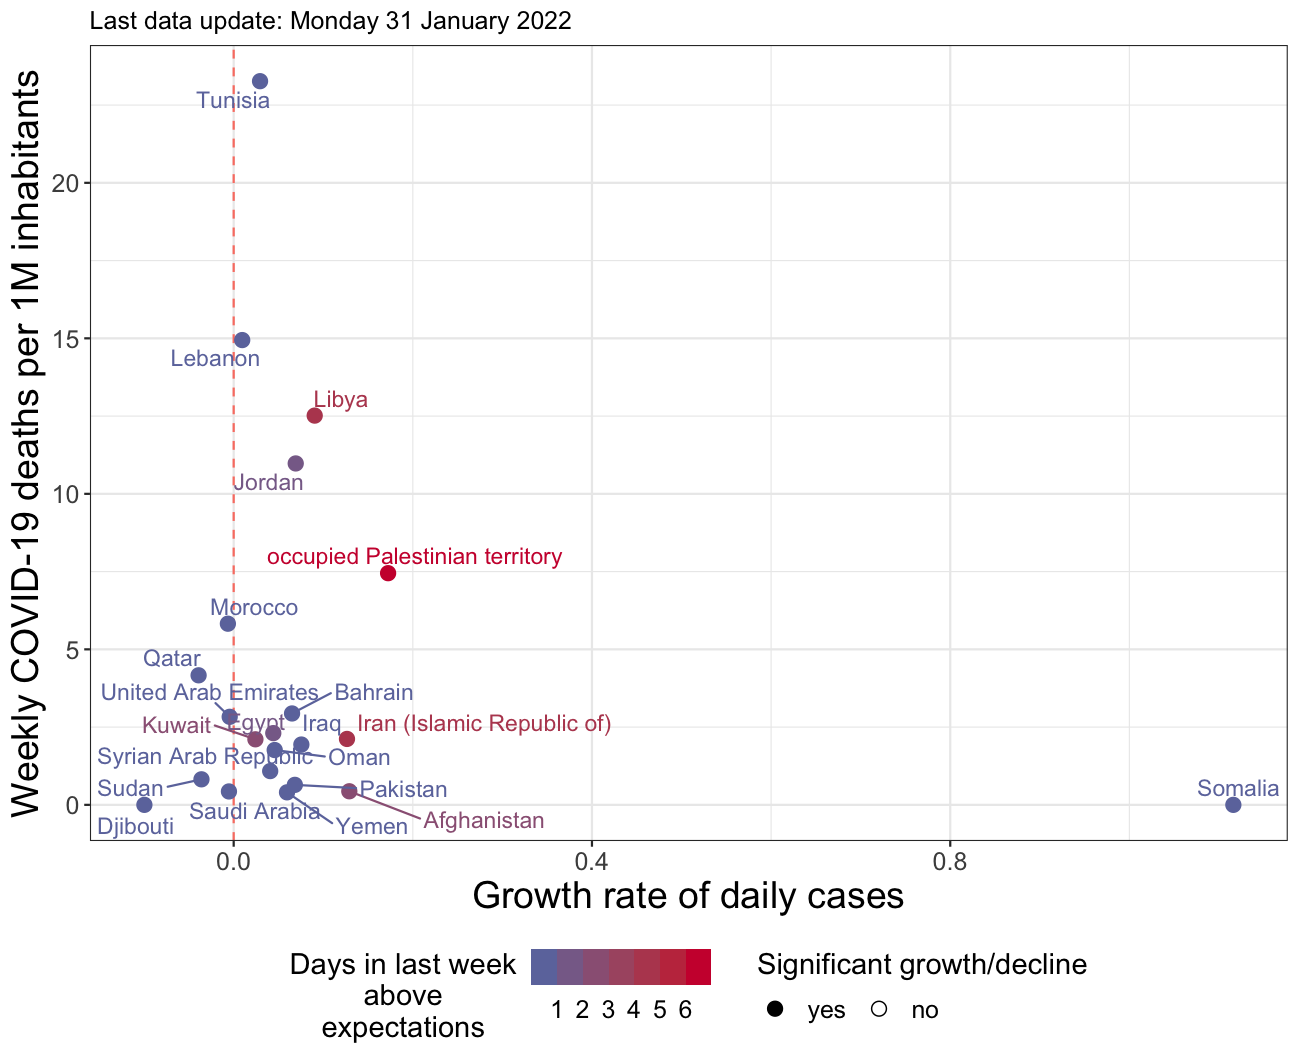 Last data update: Monday 31 January 2022
Weekly COVID-19 deaths per 1M inhabitants
20
15
10
5
0
Tunisia
Lebanon
Libya
Jordan
occupied Palestinian territory
Morocco
Qatar
United Arab Emirates
Bahrain
Kuwait
Egypt
Iraq
Iran (Islamic Republic of)
Syrian Arab Republic
Oman
Sudan
Pakistan
Somalia
Saudi Arabia
Afghanistan
Djibouti
Yemen
0.0
0.4
0.8
Growth rate of daily cases
Days in last week
above
expectations
1 2 3 4 5 6
Significant growth/decline
yes
no